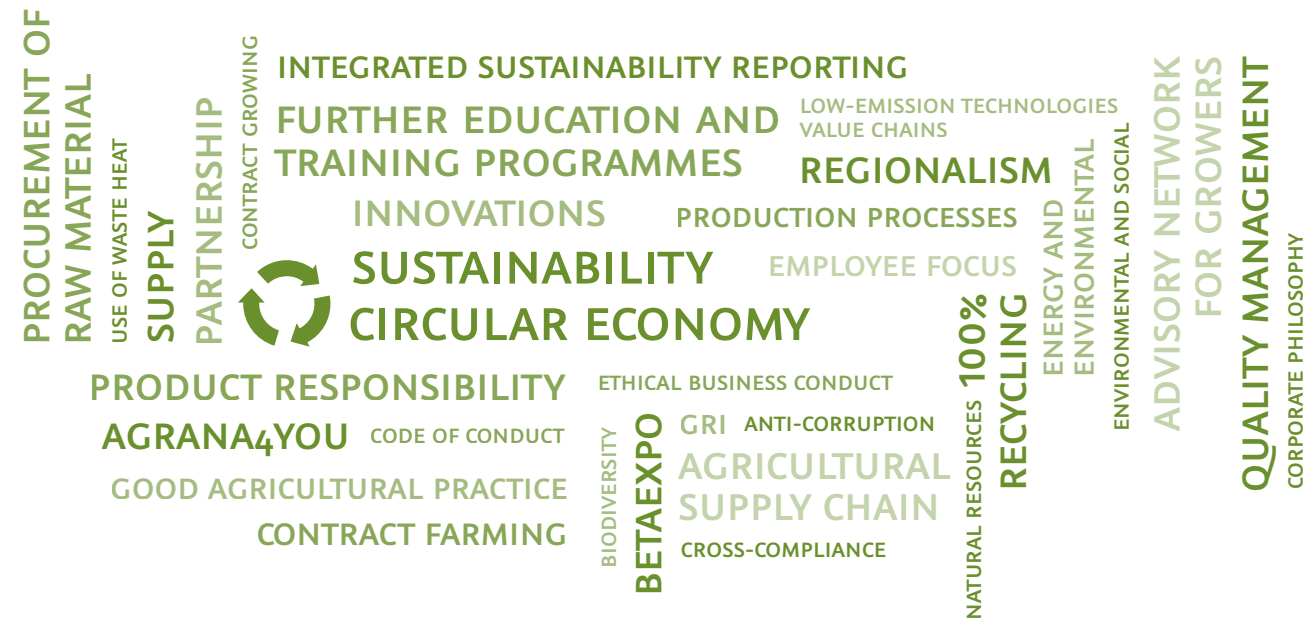 PROCUREMENT OF
RAW MATERIAL
USE OF WASTE HEAT
SUPPLY
PARTNERSHIP
CONTRACT GROWING
INTEGRATED SUSTAINABILITY REPORTING
FURTHER EDUCATION AND
TRAINING PROGRAMMES
LOW-EMISSION TECHNOLOGIES
VALUE CHAINS
REGIONALISM
INNOVATIONS
PRODUCTION PROCESSES
SUSTAINABILITY
EMPLOYEE FOCUS
CIRCULAR ECONOMY
PRODUCT RESPONSIBILITY
ETHICAL BUSINESS CONDUCT
AGRANA4YOU
CODE OF CONDUCT
GOOD AGRICULTURAL PRACTICE
CONTRACT FARMING
BIODIVERSITY
BETAEXPO
GRI
ANTI-CORRUPTION
AGRICULTURAL
SUPPLY CHAIN
CROSS-COMPLIANCE
NATURAL RESOURCES
100%
RECYCLING
ENERGY AND
ENVIRONMENTAL
ENVIRONMENTAL AND SOCIAL
ADVISORY NETWORK
FOR GROWERS
QUALITY MANAGEMENT
CORPORATE PHILOSOPHY